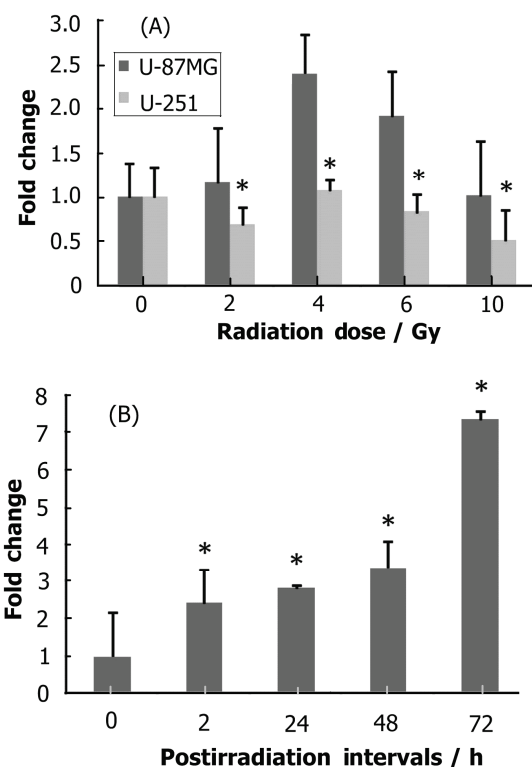 (A)
U-87MG
U-251
Fold change
3.0
2.5
2.0
1.5
1.0
0.5
0
* * * *
0 2 4 6 10
Radiation dose / Gy
(B)
Fold change
8
7
6
5
4
3
2
1
0
* * * *
0 2 24 48 72
Postirradiation intervals / h